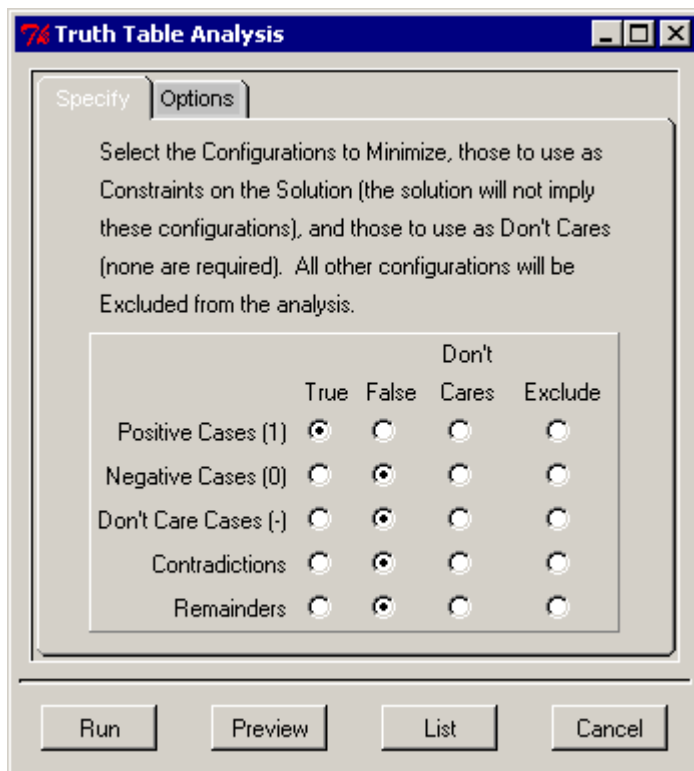 Truth Table Analysis
Specify Options
Select the Configurations to Minimize, those to use as
Constraints on the Solution (the solution will not imply
these configurations), and those to use as Don't Cares
(none are required).  All other configurations will be
Excluded from the analysis.
Don't
True False Cares Exclude
Positive Cases (1)
Negative Cases (0)
Don't Care Cases (-)
Contradictions
Remainders
Run Preview List Cancel